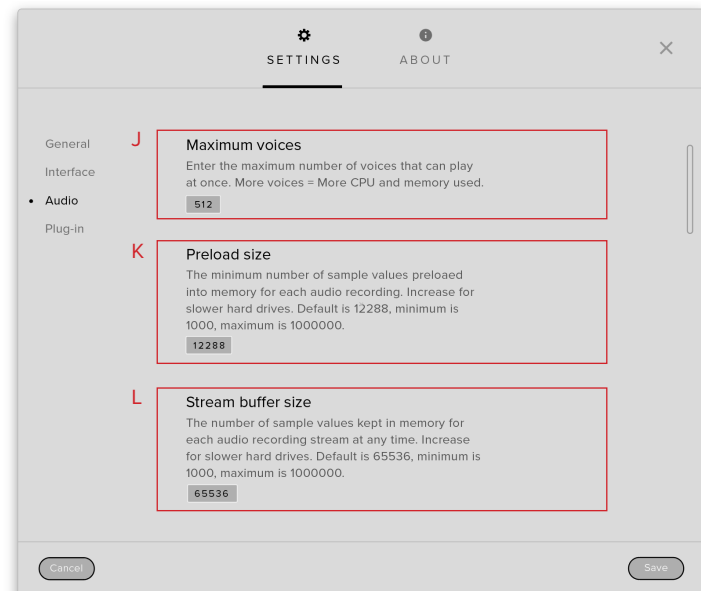 SETTINGS
ABOUT
General
Interface
Audio
Plug-in
J
Maximum voices
Enter the maximum number of voices that can play
at once. More voices = More CPU and memory used.
512
K
Preload size
The minimum number of sample values preloaed
into memory for each audio recording. Increase for
slower hard drives. Default is 12288, minimum is
1000, maximum is 1000000.
12288
L
Stream buffer size
The number of sample values kept in memory for
each audio recording stream at any time. Increase
for slower hard drives. Default is 65536, minimum is
1000, maximum is 1000000.
65536
Cancel
Save